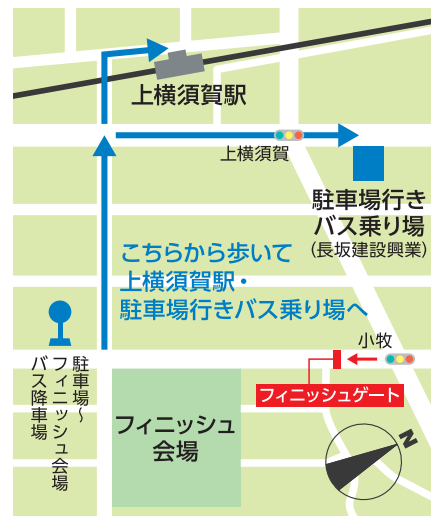 上横須賀駅
上横須賀
駐車場行き
バス乗り場
(長坂建設興業)
こちらから歩いて
上横須賀駅・
駐車場行きバス乗り場へ
小牧
フィニッシュゲート
駐車場〜
フィニッシュ会場
バス降車場
フィニッシュ
会場
N